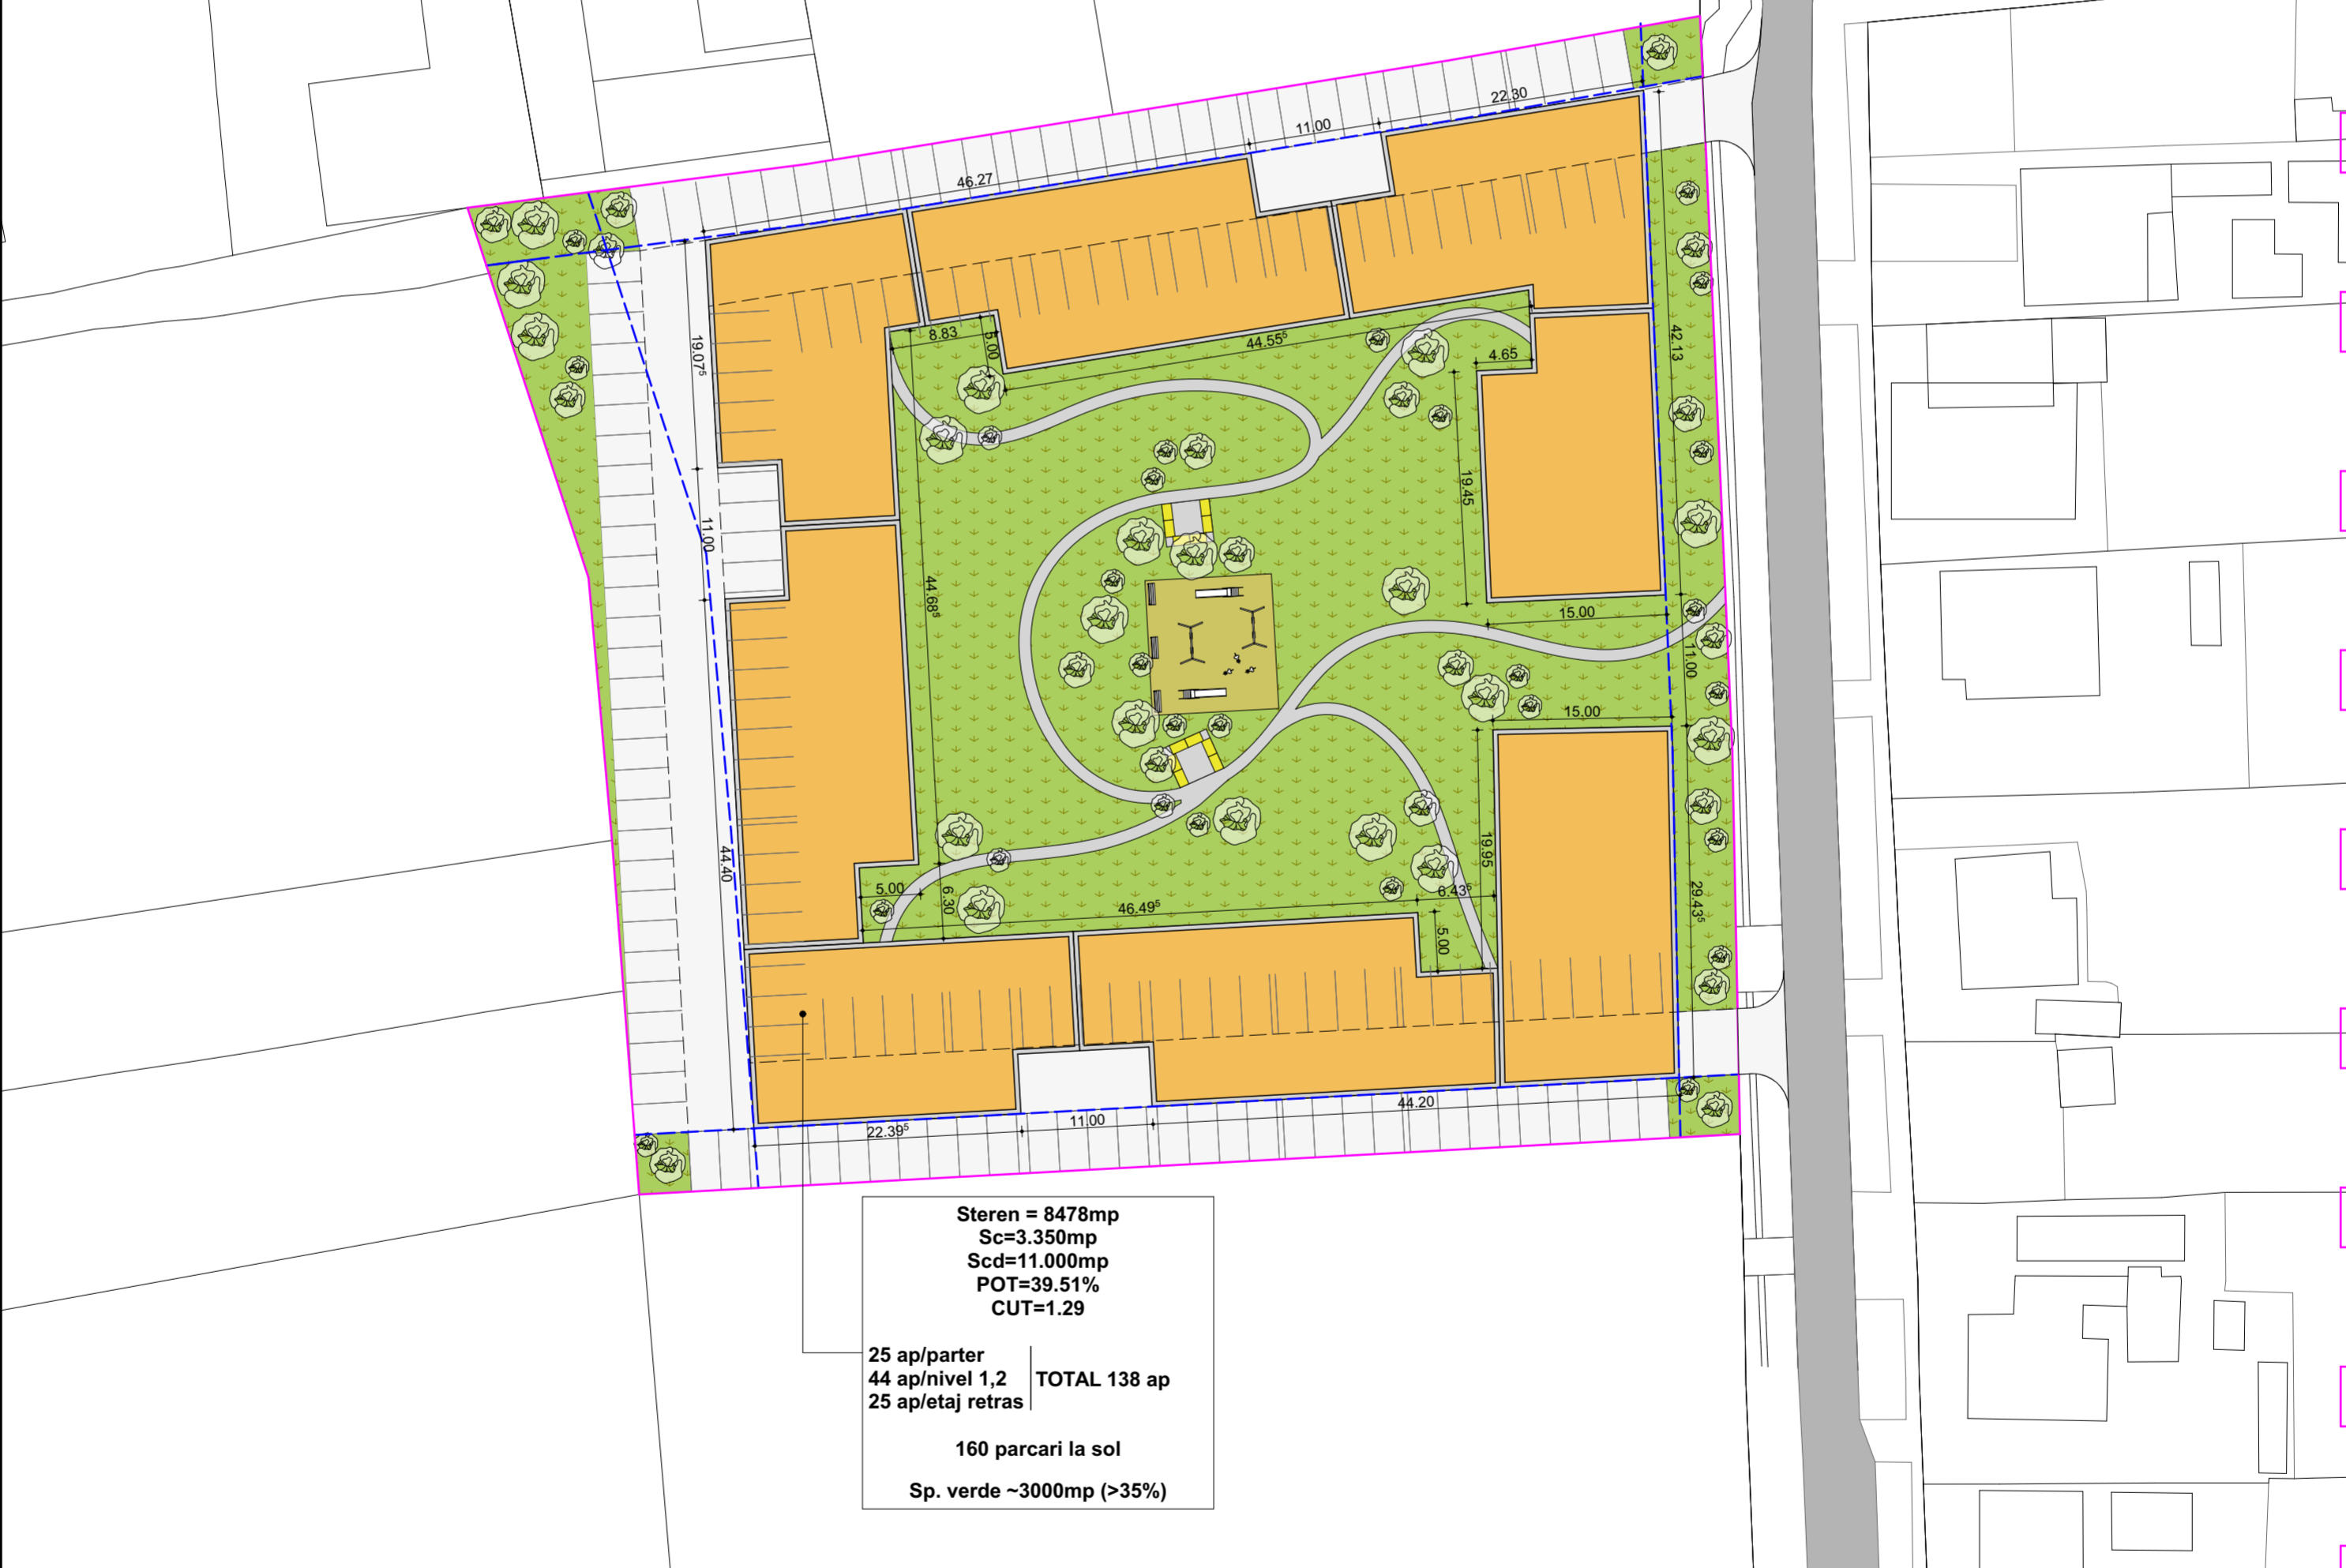 22.30
11.00
46.27
42.13
8.83
5.00
44.55⁵
4.65
19.07⁵
19.45
11.00
44.68⁵
15.00
11.00
15.00
44.40
19.95
5.00
6.30
46.49⁵
6.43⁵
29.43⁵
5.00
44.20
22.39⁵
11.00
Steren = 8478mp
Sc=3.350mp
Scd=11.000mp
POT=39.51%
CUT=1.29
25 ap/parter
44 ap/nivel 1,2
TOTAL 138 ap
25 ap/etaj retras
160 parcari la sol
Sp. verde ~3000mp (>35%)